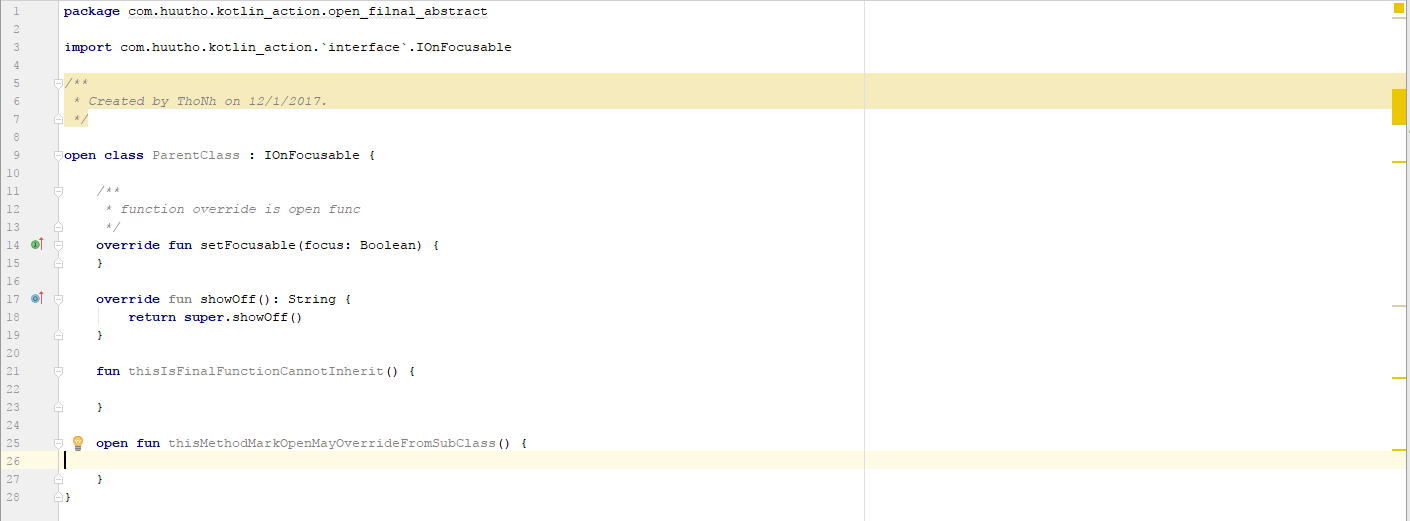 1 package com.huutho.kotlin_action.open_filnal_abstract
2
3 import com.huutho.kotlin_action.`interface`.IOnFocusable
4
5 /**
6 * Created by ThoNh on 12/1/2017.
7 */
8
9 open class ParentClass : IOnFocusable {
10
11 /**
12 * function override is open func
13 */
14 override fun setFocusable(focus: Boolean) {
15 }
16
17 override fun showOff(): String {
18 return super.showOff()
19 }
20
21 fun thisIsFinalFunctionCannotInherit() {
22
23 }
24
25 open fun thisMethodMarkOpenMayOverrideFromSubClass() {
26
27 }
28 }